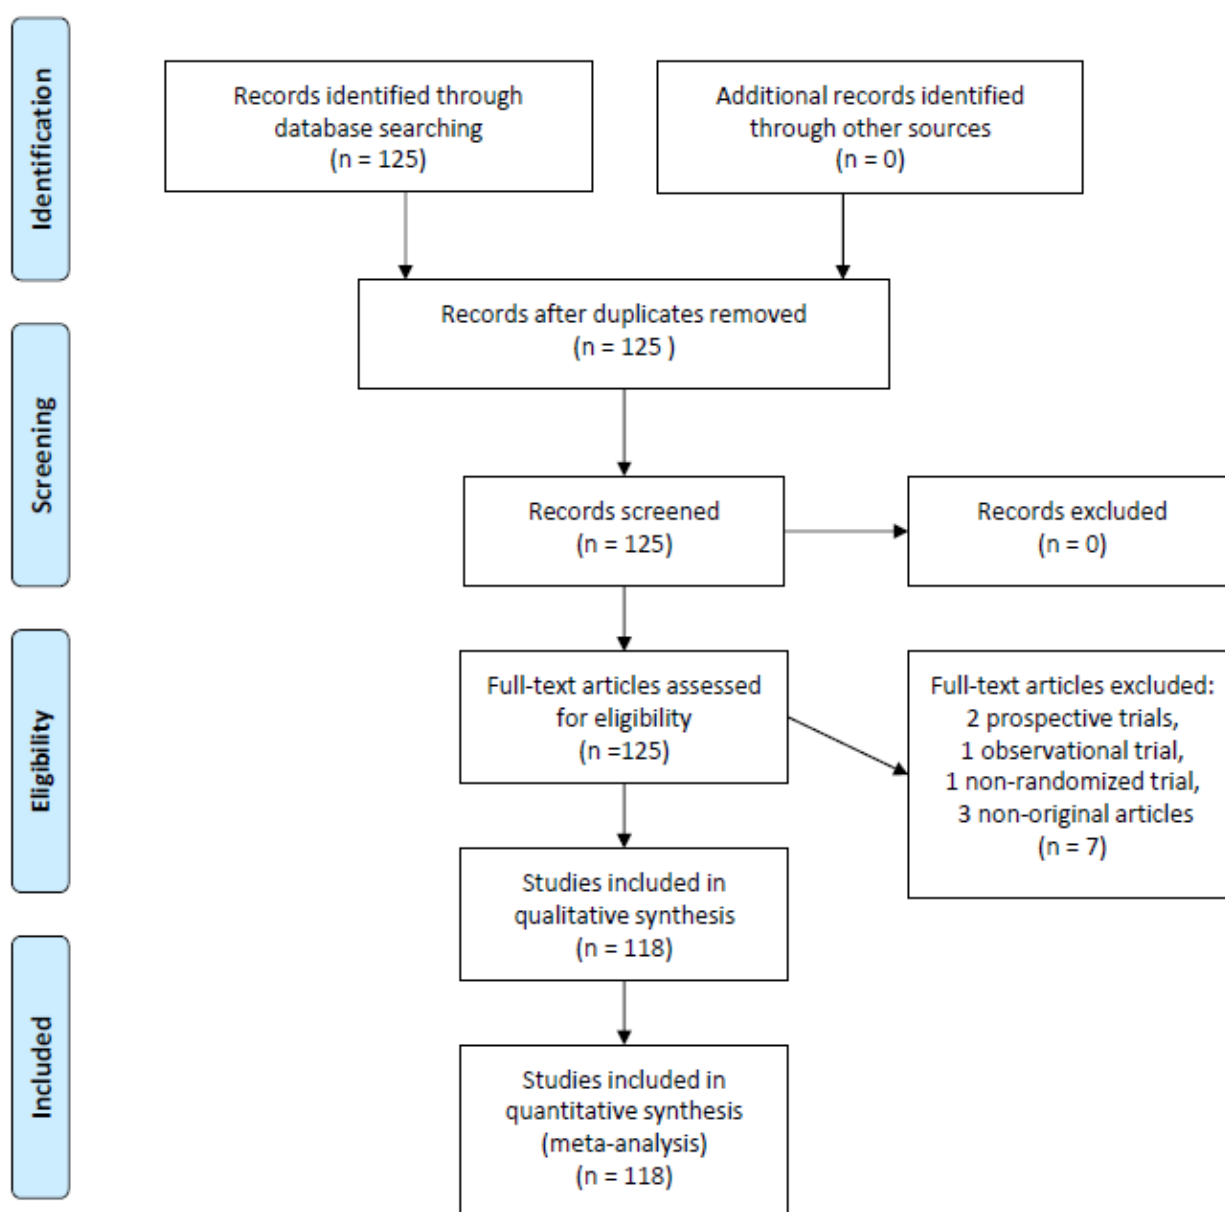 Identification
Records identified through
database searching
(n = 125)
Additional records identified
through other sources
(n = 0)
Records after duplicates removed
(n = 125 )
Screening
Records screened
(n = 125)
Records excluded
(n = 0)
Eligibility
Full-text articles assessed
for eligibility
(n =125)
Full-text articles excluded:
2 prospective trials,
1 observational trial,
1 non-randomized trial,
3 non-original articles
(n = 7)
Studies included in
qualitative synthesis
(n = 118)
Included
Studies included in
quantitative synthesis
(meta-analysis)
(n = 118)